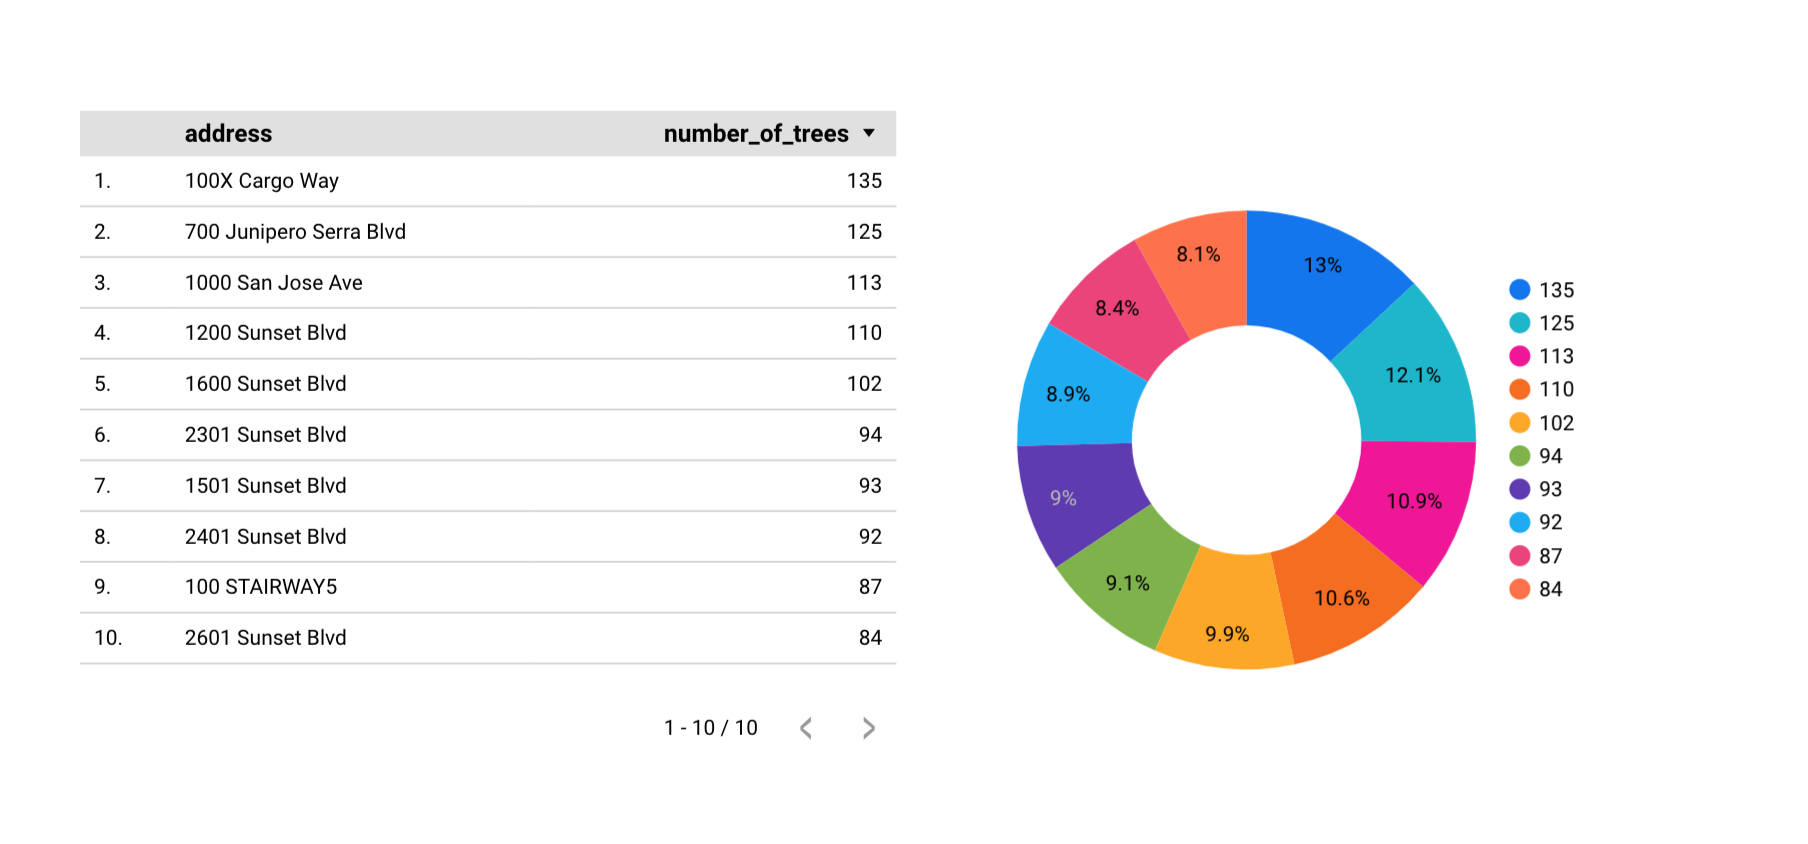 address number_of_trees
1. 100X Cargo Way 135
2. 700 Junipero Serra Blvd 125
3. 1000 San Jose Ave 113
4. 1200 Sunset Blvd 110
5. 1600 Sunset Blvd 102
6. 2301 Sunset Blvd 94
7. 1501 Sunset Blvd 93
8. 2401 Sunset Blvd 92
9. 100 STAIRWAY5 87
10. 2601 Sunset Blvd 84
1 - 10 / 10
13%
12.1%
10.9%
10.6%
9.9%
9.1%
9%
8.9%
8.4%
8.1%
135
125
113
110
102
94
93
92
87
84